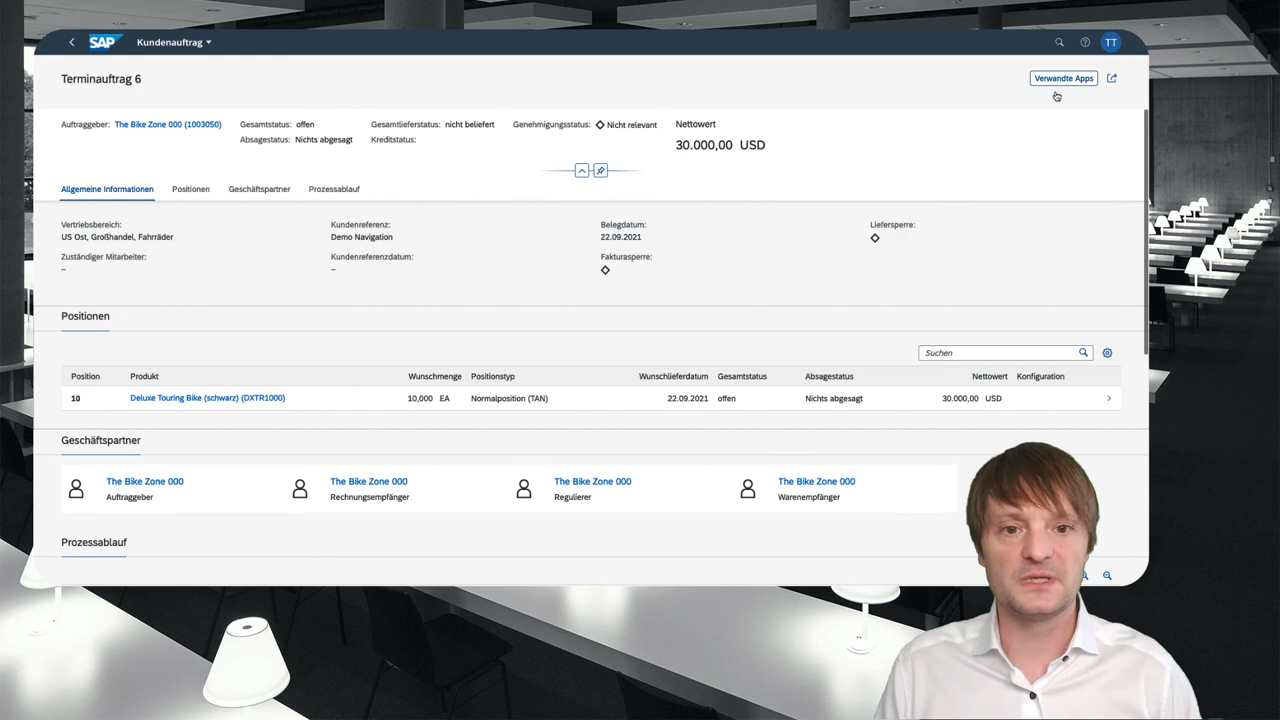 SAP Kundenauftrag
TT
Terminauftrag 6
Verwandte Apps
Auftraggeber: The Bike Zone 000 (1003050)
Gesamtstatus: offen
Absagestatus: Nichts abgesagt
Gesamtlieferstatus: nicht beliefert
Kreditstatus:
Genehmigungsstatus: Nicht relevant
Nettowert
30.000,00 USD
Allgemeine Informationen Positionen Geschäftspartner Prozessablauf
Vertriebsbereich:
US Ost, Großhandel, Fahrräder
Kundenreferenz:
Demo Navigation
Belegdatum:
22.09.2021
Liefersperre:
Zuständiger Mitarbeiter:
–
Kundenreferenzdatum:
–
Fakturasperre:
Positionen
Suchen
Position Produkt Wunschmenge Positionstyp Wunschlieferdatum Gesamtstatus Absagestatus Nettowert Konfiguration
10 Deluxe Touring Bike (schwarz) (DXTR1000) 10,000 EA Normalposition (TAN) 22.09.2021 offen Nichts abgesagt 30.000,00 USD
Geschäftspartner
The Bike Zone 000
Auftraggeber
The Bike Zone 000
Rechnungsempfänger
The Bike Zone 000
Regulierer
The Bike Zone 000
Warenempfänger
Prozessablauf